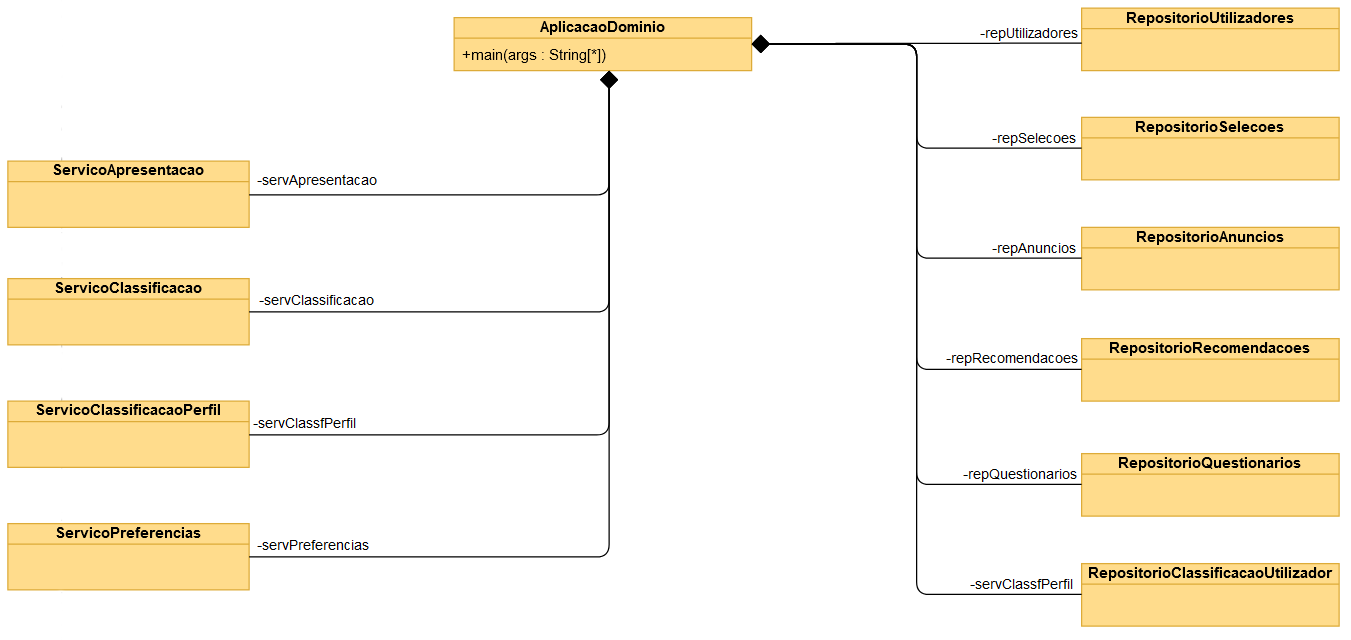 AplicacaoDominio
+main(args : String[*])
ServicoApresentacao
-servApresentacao
ServicoClassificacao
-servClassificacao
ServicoClassificacaoPerfil
-servClassfPerfil
ServicoPreferencias
-servPreferencias
-repUtilizadores
RepositorioUtilizadores
-repSelecoes
RepositorioSelecoes
-repAnuncios
RepositorioAnuncios
-repRecomendacoes
RepositorioRecomendacoes
-repQuestionarios
RepositorioQuestionarios
-servClassfPerfil
RepositorioClassificacaoUtilizador